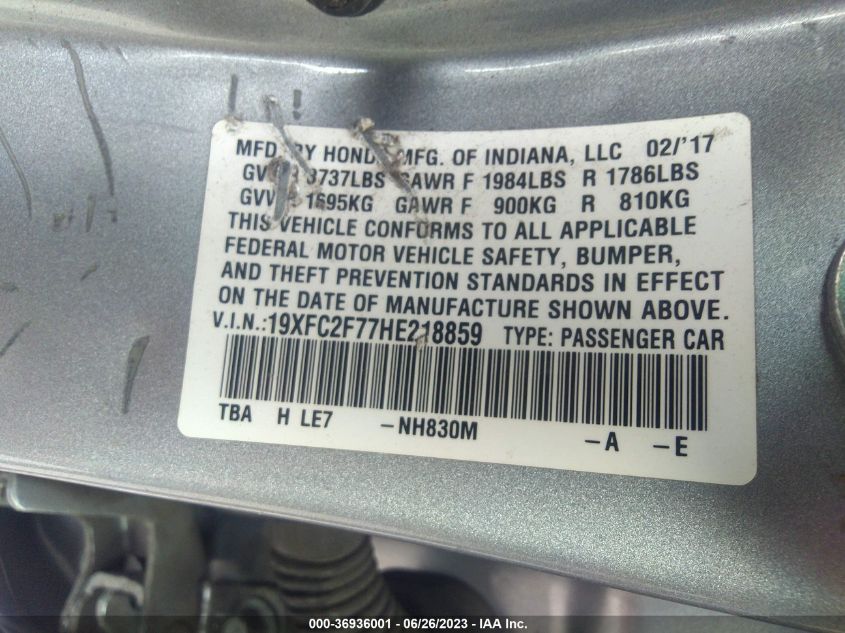 MFD. BY HONDA MFG. OF INDIANA, LLC 02/'17
3737LBS GAWR F 1984LBS R 1786LBS
1695KG GAWR F 900KG R 810KG
THIS VEHICLE CONFORMS TO ALL APPLICABLE
FEDERAL MOTOR VEHICLE SAFETY, BUMPER,
AND THEFT PREVENTION STANDARDS IN EFFECT
ON THE DATE OF MANUFACTURE SHOWN ABOVE.
V.I.N.:19XFC2F77HE218859 TYPE: PASSENGER CAR
TBA H LE7 -NH830M -A -E
000-36936001 / 06/26/2023 / IAA Inc.